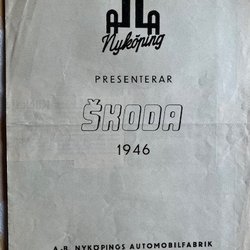 ANA
Nyköping
PRESENTERAR
ŠKODA
1946
A.-B. NYKÖPINGS AUTOMOBILFABRIK